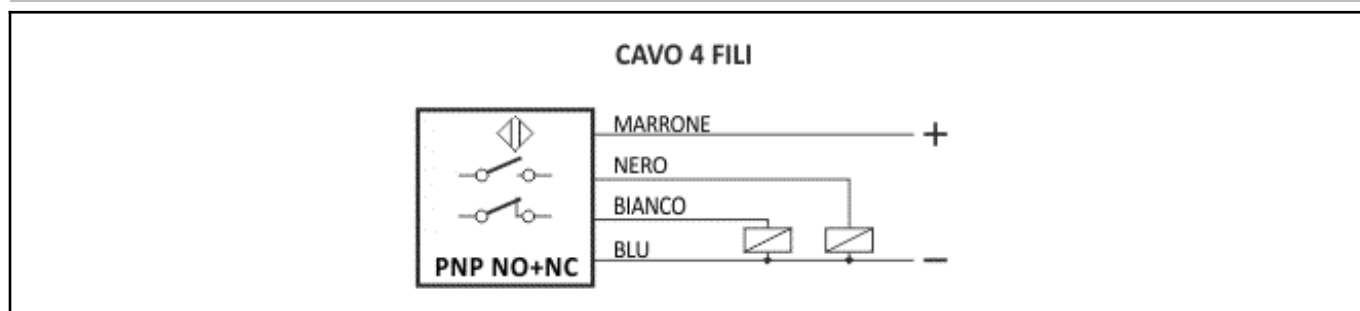 CAVO 4 FILI
MARRONE
+
NERO
BIANCO
BLU
PNP NO+NC
−